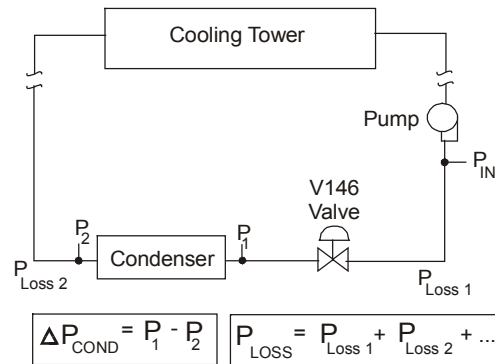 Cooling Tower
Pump
P_IN
V146
Valve
P_2
P_1
Condenser
P_Loss 2
P_Loss 1
ΔP_COND = P_1 - P_2
P_LOSS = P_Loss 1 + P_Loss 2 + ...